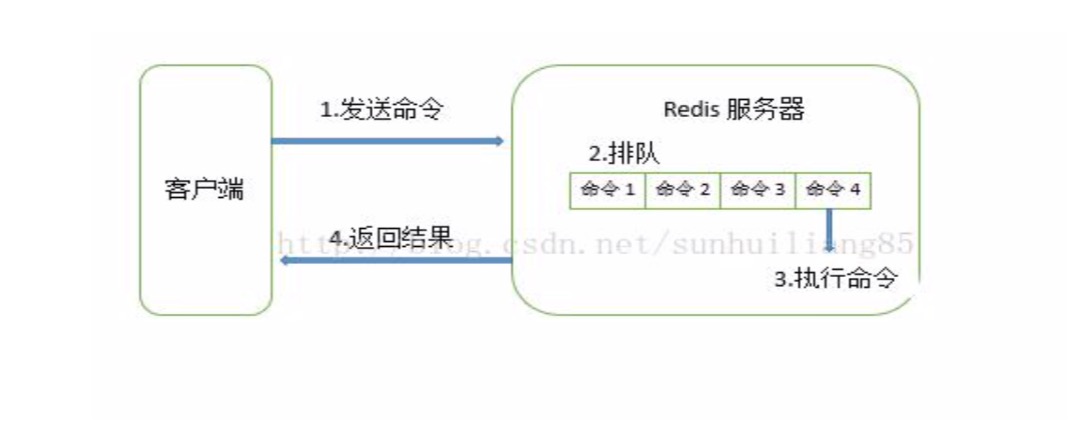 1.发送命令
Redis 服务器
2.排队
命令 1
命令 2
命令 3
命令 4
客户端
4.返回结果
http://blog.csdn.net/sunhuiliang85
3.执行命令